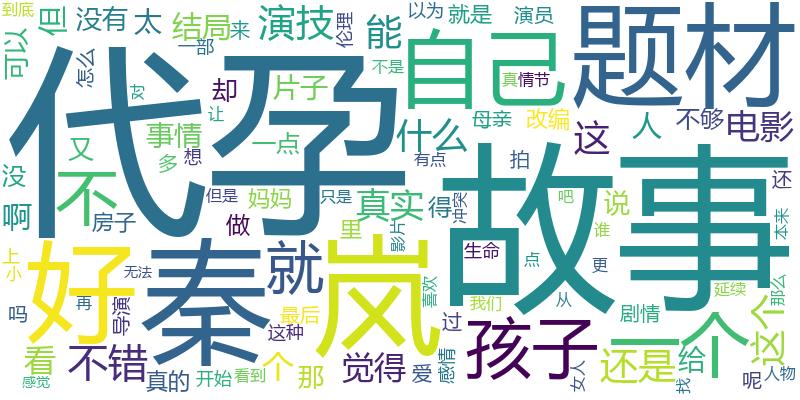 到底
但
没有
太
结局
来
演技
伦理
能
以为
就是
演员
题材
可以
怎么
一部
代孕
对
却
让
片子
不是
自己
真
情节
事情
又
多
想
一点
什么
母亲
改编
这
人
不够
电影
有点
拍
没
啊
不
房子
但是
做
妈妈
只是
里
真实
影片
得
冲突
故事
吧
说
谁
还
本来
生命
点
更
上
小
好
秦
就
岚
喜欢
我们
从
一个
延续
那么
这个
无法
吗
再
导演
最后
这种
过
剧情
看
不错
个
那
觉得
爱
感情
孩子
女人
还是
给
找
呢
人物
感觉
真的
开始
看到